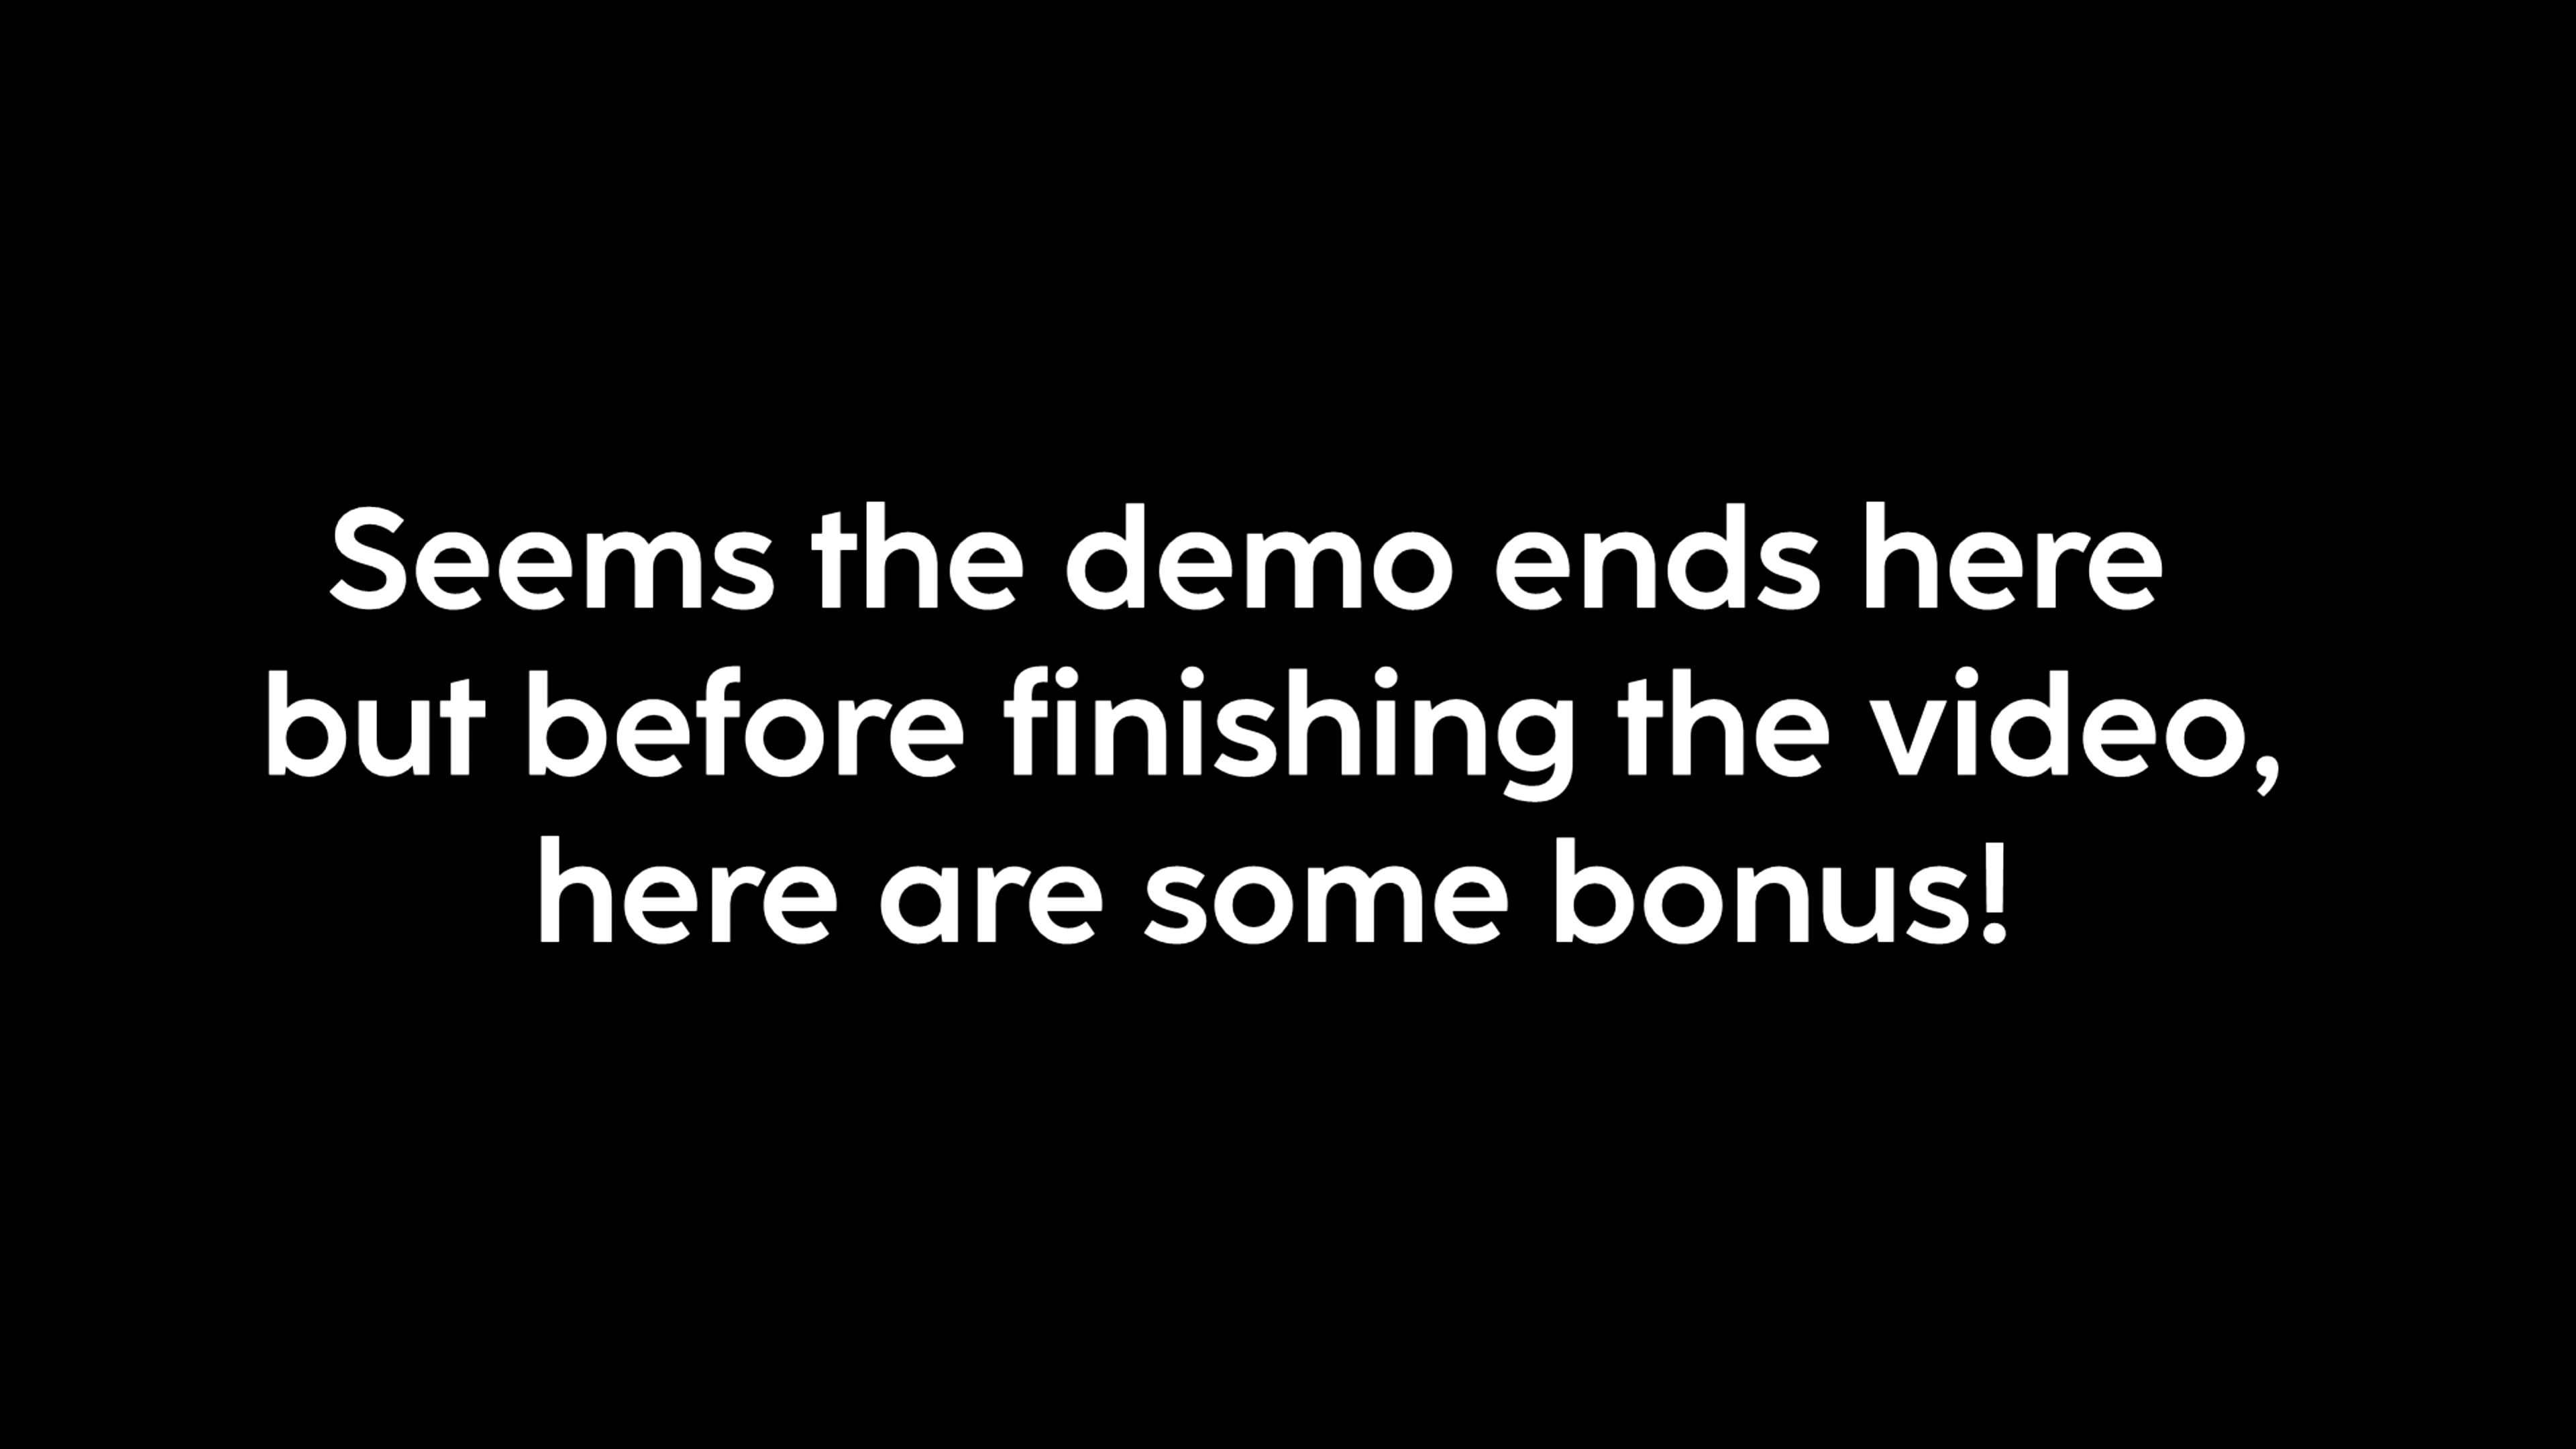 Seems the demo ends here
but before finishing the video,
here are some bonus!